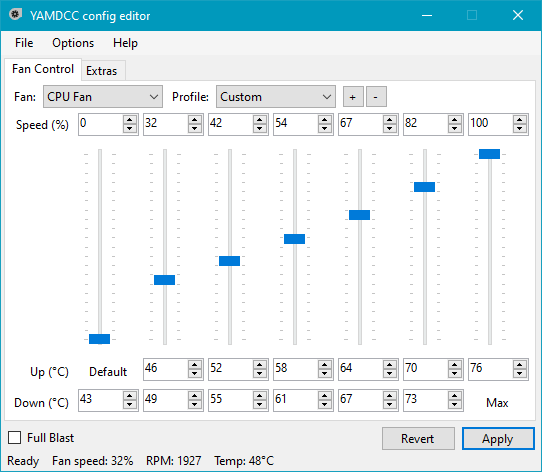 YAMDCC config editor
File Options Help
Fan Control Extras
Fan: CPU Fan Profile: Custom + -
Speed (%) 0 32 42 54 67 82 100
Up (°C) Default 46 52 58 64 70 76
Down (°C) 43 49 55 61 67 73 Max
Full Blast Revert Apply
Ready Fan speed: 32% RPM: 1927 Temp: 48°C